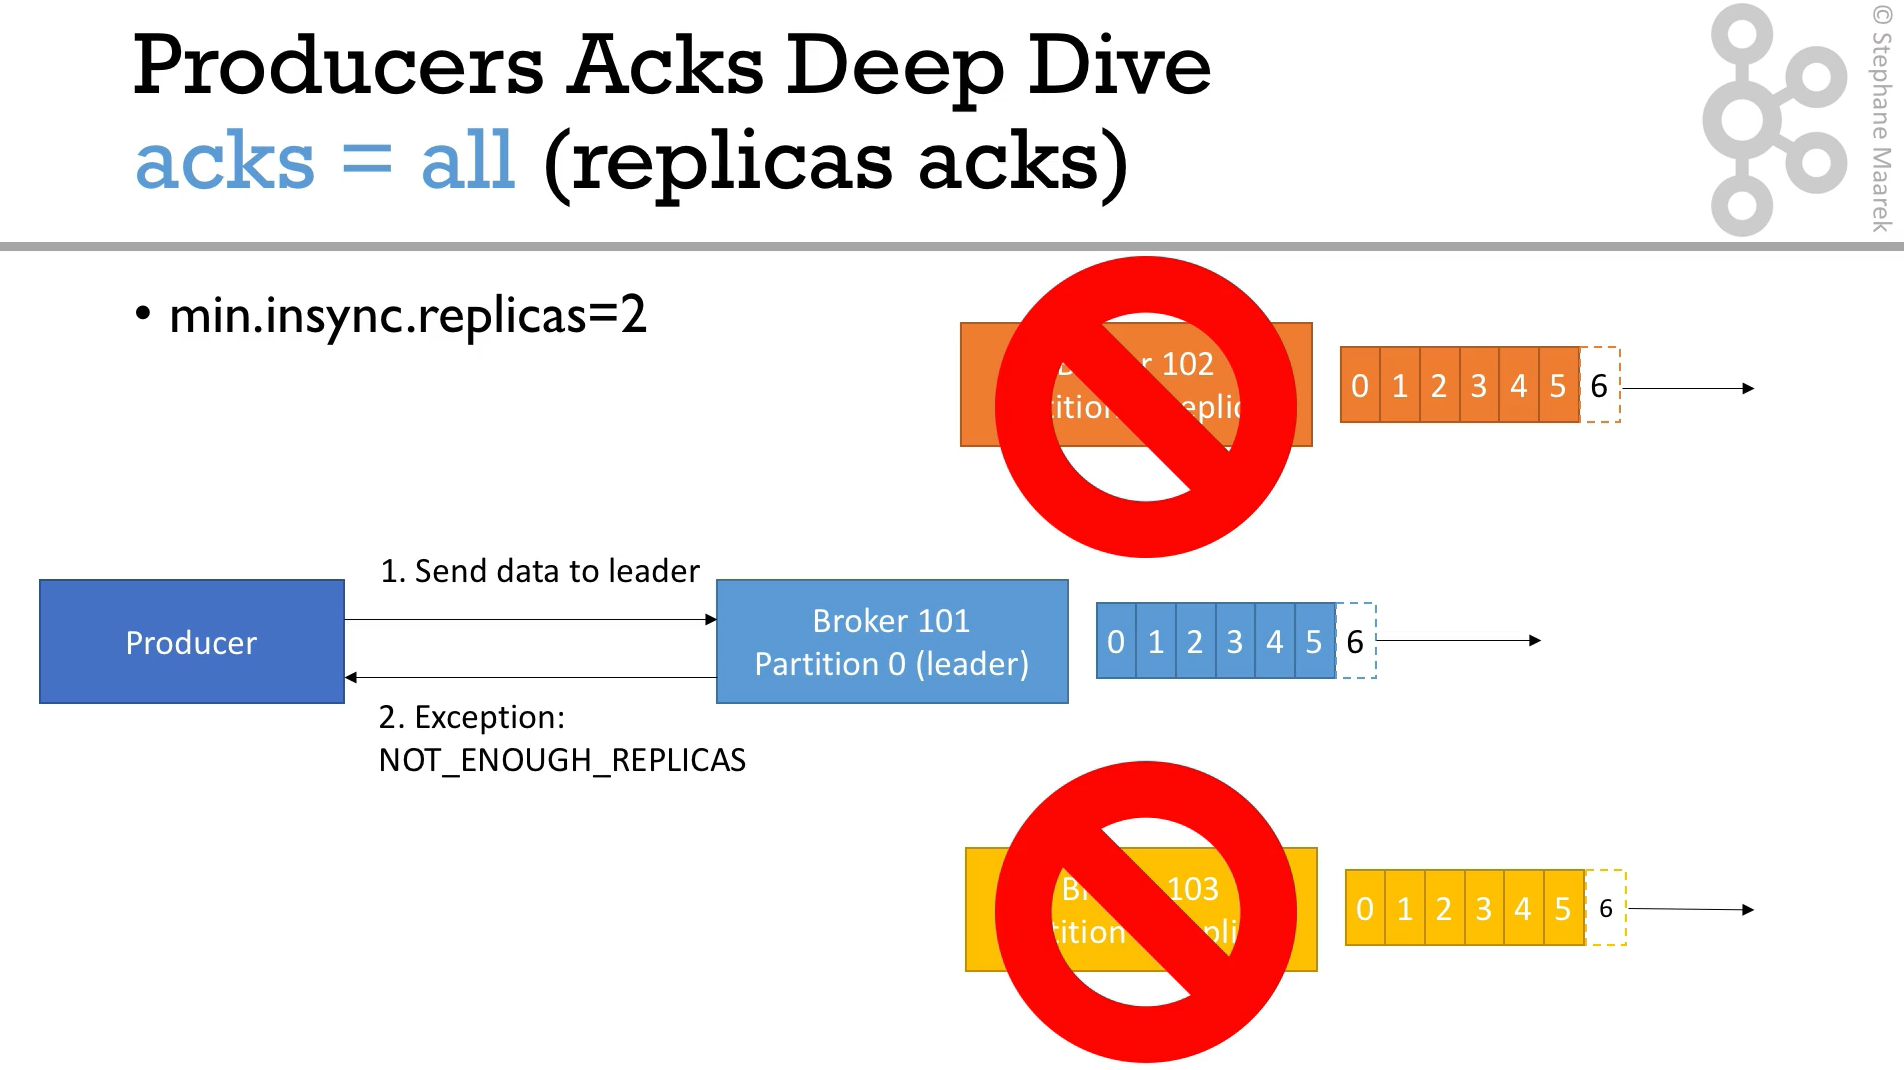 Producers Acks Deep Dive
acks = all (replicas acks)
© Stephane Maarek
• min.insync.replicas=2
102
0 1 2 3 4 5 6
1. Send data to leader
Producer
Broker 101
Partition 0 (leader)
0 1 2 3 4 5 6
2. Exception:
NOT_ENOUGH_REPLICAS
103
0 1 2 3 4 5 6